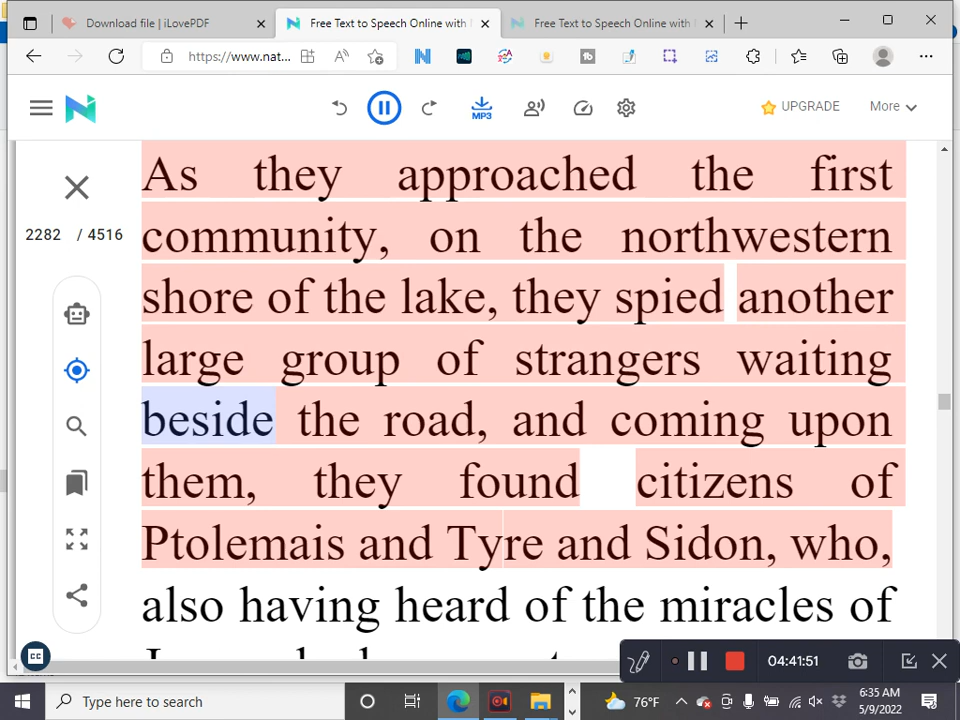 Download file | iLovePDF
Free Text to Speech Online with
Free Text to Speech Online with
https://www.nat...
MP3
UPGRADE
More
2282 / 4516
As they approached the first
community, on the northwestern
shore of the lake, they spied another
large group of strangers waiting
beside the road, and coming upon
them, they found citizens of
Ptolemais and Tyre and Sidon, who,
also having heard of the miracles of
CC
04:41:51
Type here to search
76°F
6:35 AM
5/9/2022